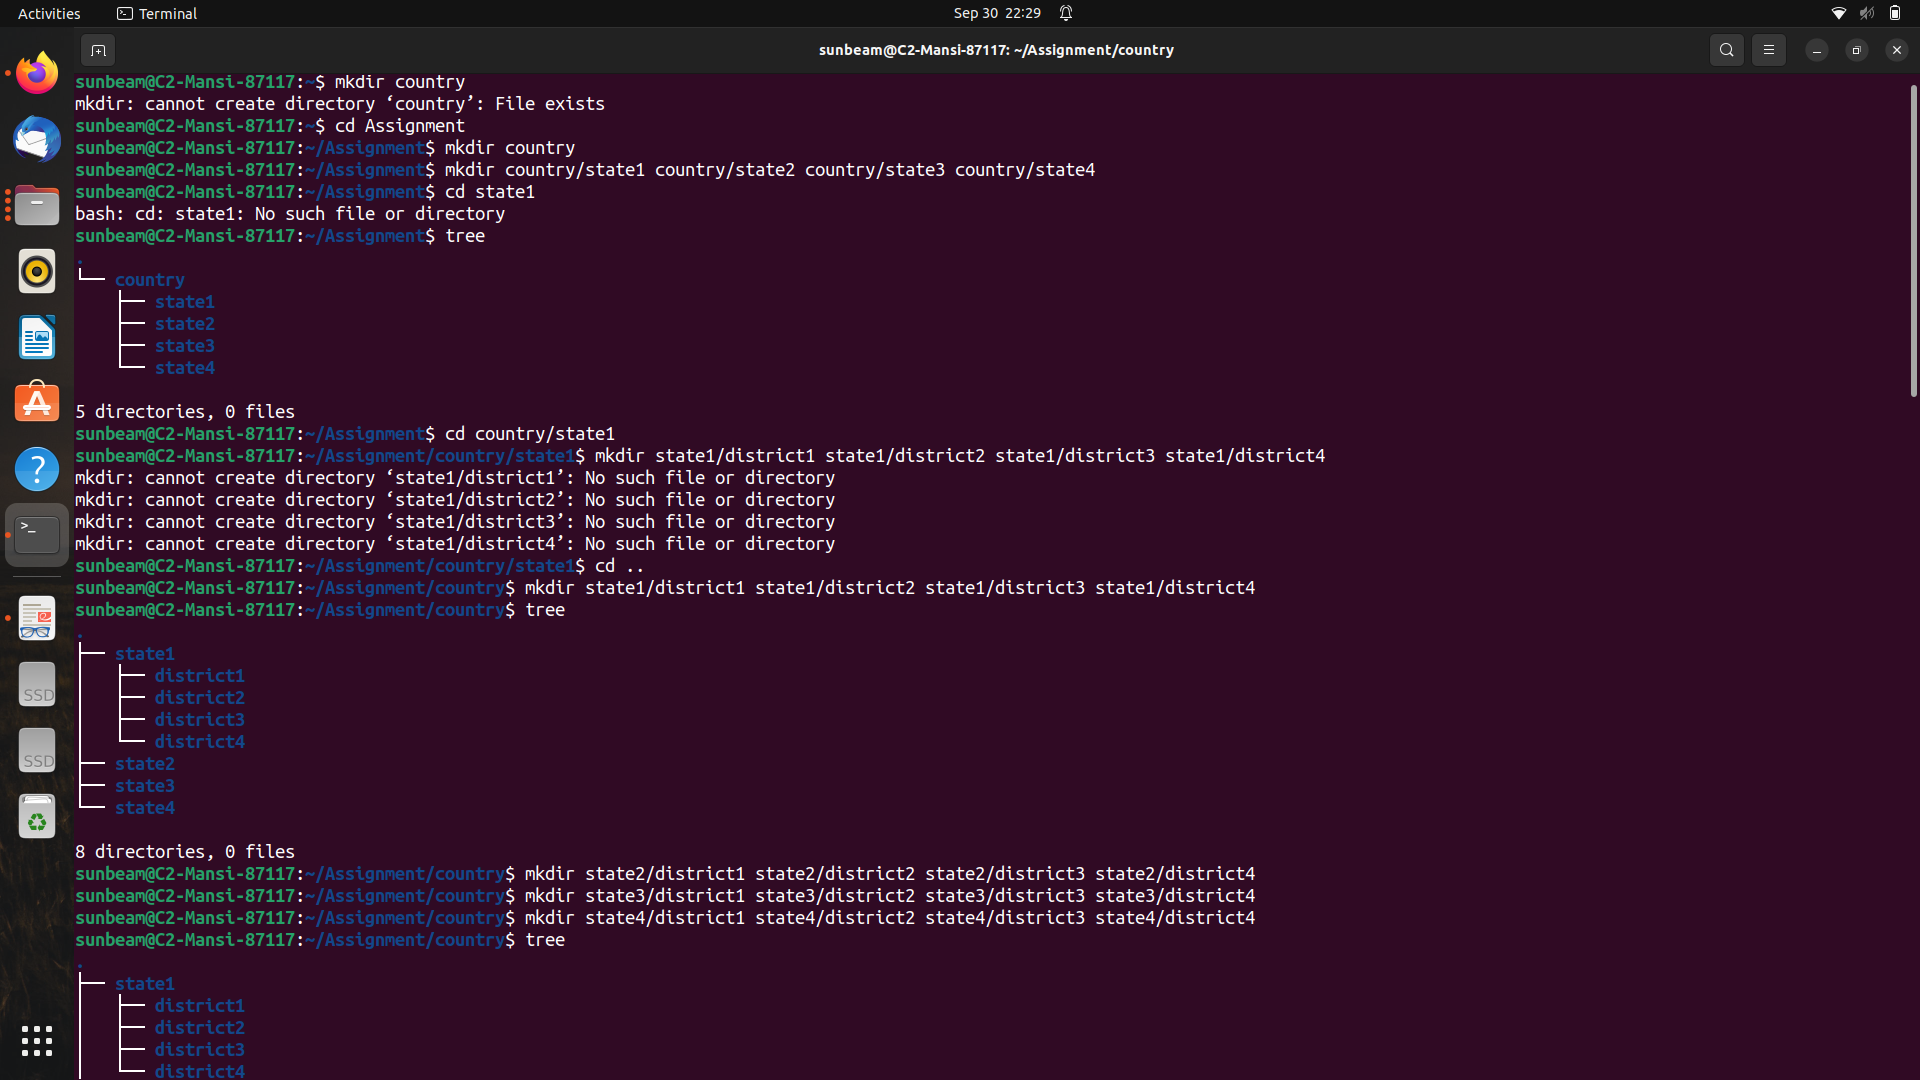 Activities
Terminal
Sep 30 22:29
sunbeam@C2-Mansi-87117: ~/Assignment/country
sunbeam@C2-Mansi-87117:~$ mkdir country
mkdir: cannot create directory ‘country’: File exists
sunbeam@C2-Mansi-87117:~$ cd Assignment
sunbeam@C2-Mansi-87117:~/Assignment$ mkdir country
sunbeam@C2-Mansi-87117:~/Assignment$ mkdir country/state1 country/state2 country/state3 country/state4
sunbeam@C2-Mansi-87117:~/Assignment$ cd state1
bash: cd: state1: No such file or directory
sunbeam@C2-Mansi-87117:~/Assignment$ tree
.
└── country
    ├── state1
    ├── state2
    ├── state3
    └── state4
5 directories, 0 files
sunbeam@C2-Mansi-87117:~/Assignment$ cd country/state1
sunbeam@C2-Mansi-87117:~/Assignment/country/state1$ mkdir state1/district1 state1/district2 state1/district3 state1/district4
mkdir: cannot create directory ‘state1/district1’: No such file or directory
mkdir: cannot create directory ‘state1/district2’: No such file or directory
mkdir: cannot create directory ‘state1/district3’: No such file or directory
mkdir: cannot create directory ‘state1/district4’: No such file or directory
sunbeam@C2-Mansi-87117:~/Assignment/country/state1$ cd ..
sunbeam@C2-Mansi-87117:~/Assignment/country$ mkdir state1/district1 state1/district2 state1/district3 state1/district4
sunbeam@C2-Mansi-87117:~/Assignment/country$ tree
.
├── state1
│   ├── district1
│   ├── district2
│   ├── district3
│   └── district4
├── state2
├── state3
└── state4
8 directories, 0 files
sunbeam@C2-Mansi-87117:~/Assignment/country$ mkdir state2/district1 state2/district2 state2/district3 state2/district4
sunbeam@C2-Mansi-87117:~/Assignment/country$ mkdir state3/district1 state3/district2 state3/district3 state3/district4
sunbeam@C2-Mansi-87117:~/Assignment/country$ mkdir state4/district1 state4/district2 state4/district3 state4/district4
sunbeam@C2-Mansi-87117:~/Assignment/country$ tree
.
├── state1
│   ├── district1
│   ├── district2
│   ├── district3
│   └── district4
SSD
SSD